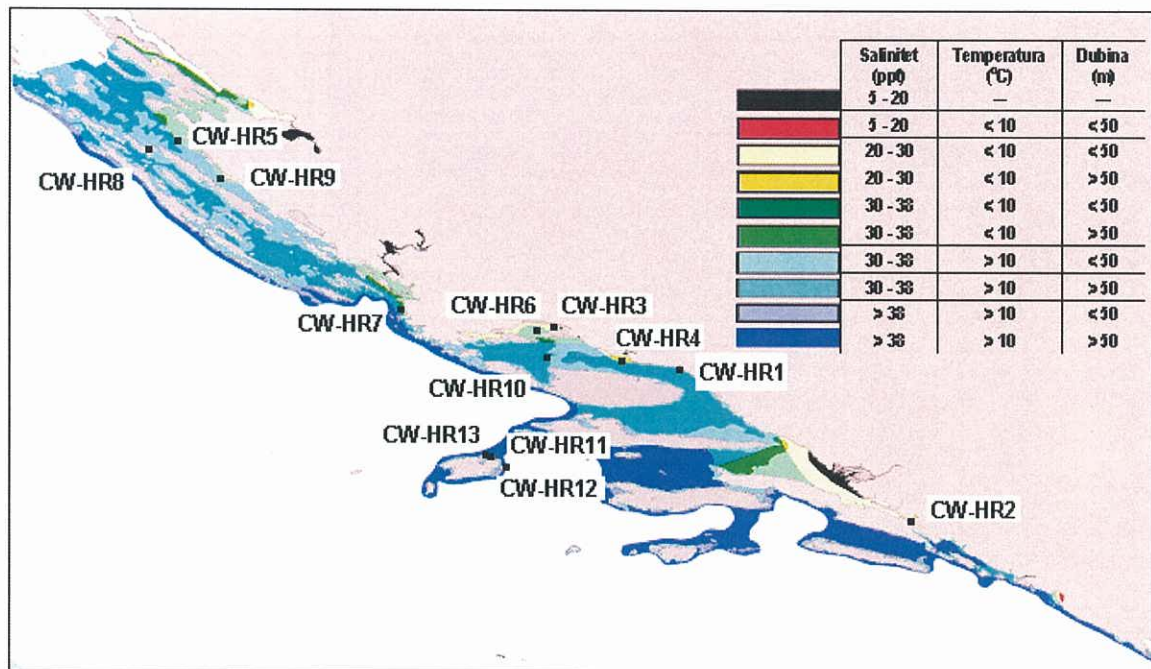 Salinitet (ppt) Temperatura (°C) Dubina (m)
5 - 20 — —
5 - 20 < 10 < 50
20 - 30 < 10 < 50
20 - 30 < 10 > 50
30 - 38 < 10 < 50
30 - 38 < 10 > 50
30 - 38 > 10 < 50
30 - 38 > 10 > 50
> 38 > 10 < 50
> 38 > 10 > 50
CW-HR5
CW-HR8
CW-HR9
CW-HR7
CW-HR6
CW-HR3
CW-HR4
CW-HR1
CW-HR10
CW-HR13
CW-HR11
CW-HR12
CW-HR2